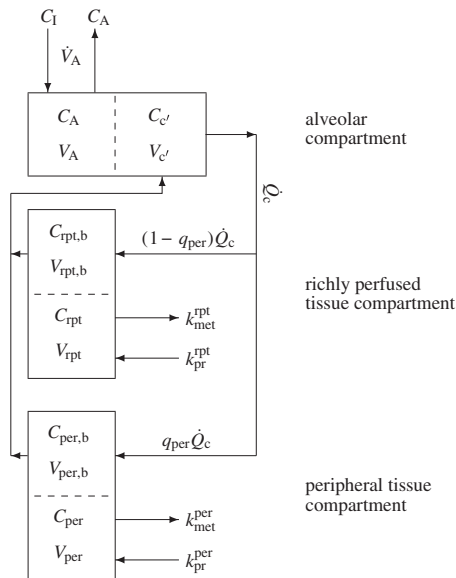 C_I C_A
V̇_A
C_A C_c′
V_A V_c′
alveolar
compartment
Q̇_c
C_rpt,b
V_rpt,b
(1 − q_per)Q̇_c
C_rpt
V_rpt
k_met^rpt
k_pr^rpt
richly perfused
tissue compartment
C_per,b
V_per,b
q_per Q̇_c
C_per
V_per
k_met^per
k_pr^per
peripheral tissue
compartment